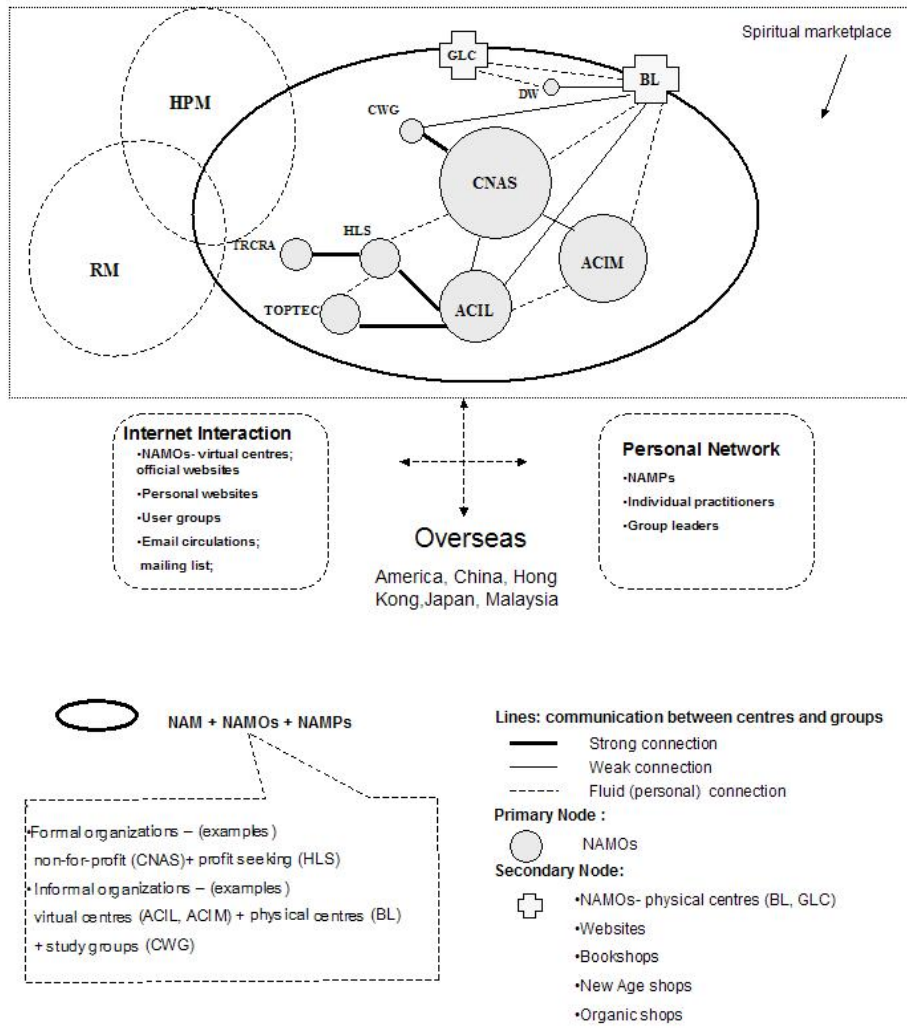 Spiritual marketplace
GLC
BL
HPM
DW
CWG
CNAS
HLS
TRCRA
RM
ACIM
TOPTEC
ACIL
Internet Interaction
•NAMOs- virtual centres;
official websites
•Personal websites
•User groups
•Email circulations;
mailing list;
Personal Network
•NAMPs
•Individual practitioners
•Group leaders
Overseas
America, China, Hong
Kong,Japan, Malaysia
NAM + NAMOs + NAMPs
•Formal organizations – (examples)
non-for-profit (CNAS)+ profit seeking (HLS)
•Informal organizations – (examples)
virtual centres (ACIL, ACIM) + physical centres (BL)
+ study groups (CWG)
Lines: communication between centres and groups
Strong connection
Weak connection
Fluid (personal) connection
Primary Node :
NAMOs
Secondary Node:
•NAMOs- physical centres (BL, GLC)
•Websites
•Bookshops
•New Age shops
•Organic shops